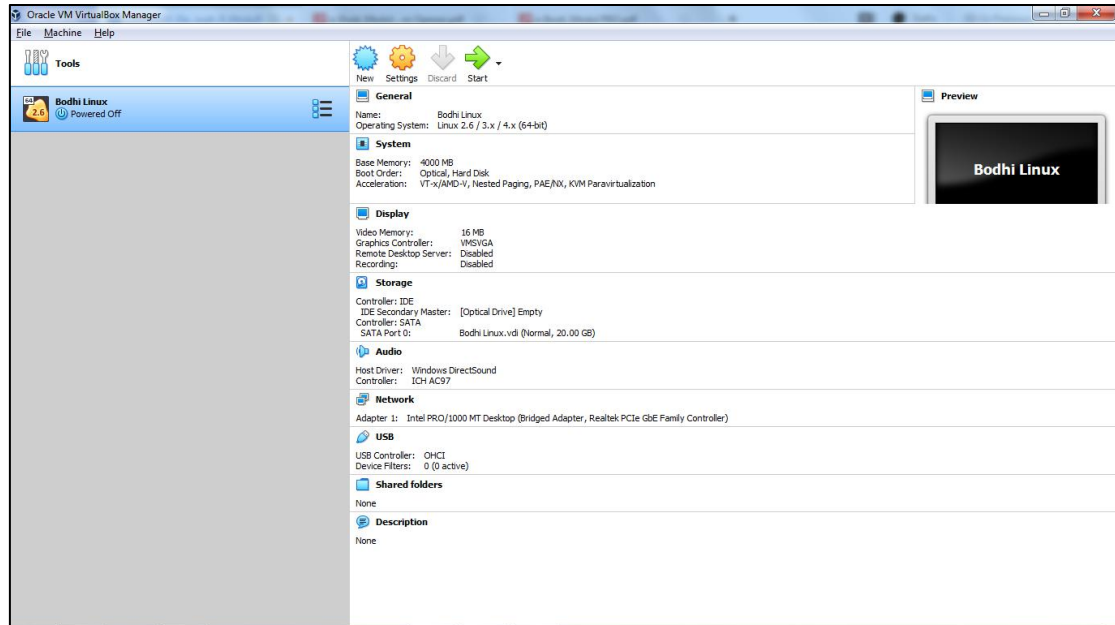 Oracle VM VirtualBox Manager
File Machine Help
Tools
New Settings Discard Start
64
2.6
Bodhi Linux
Powered Off
General
Name: Bodhi Linux
Operating System: Linux 2.6 / 3.x / 4.x (64-bit)
Preview
Bodhi Linux
System
Base Memory: 4000 MB
Boot Order: Optical, Hard Disk
Acceleration: VT-x/AMD-V, Nested Paging, PAE/NX, KVM Paravirtualization
Display
Video Memory: 16 MB
Graphics Controller: VMSVGA
Remote Desktop Server: Disabled
Recording: Disabled
Storage
Controller: IDE
IDE Secondary Master: [Optical Drive] Empty
Controller: SATA
SATA Port 0: Bodhi Linux.vdi (Normal, 20.00 GB)
Audio
Host Driver: Windows DirectSound
Controller: ICH AC97
Network
Adapter 1: Intel PRO/1000 MT Desktop (Bridged Adapter, Realtek PCIe GbE Family Controller)
USB
USB Controller: OHCI
Device Filters: 0 (0 active)
Shared folders
None
Description
None